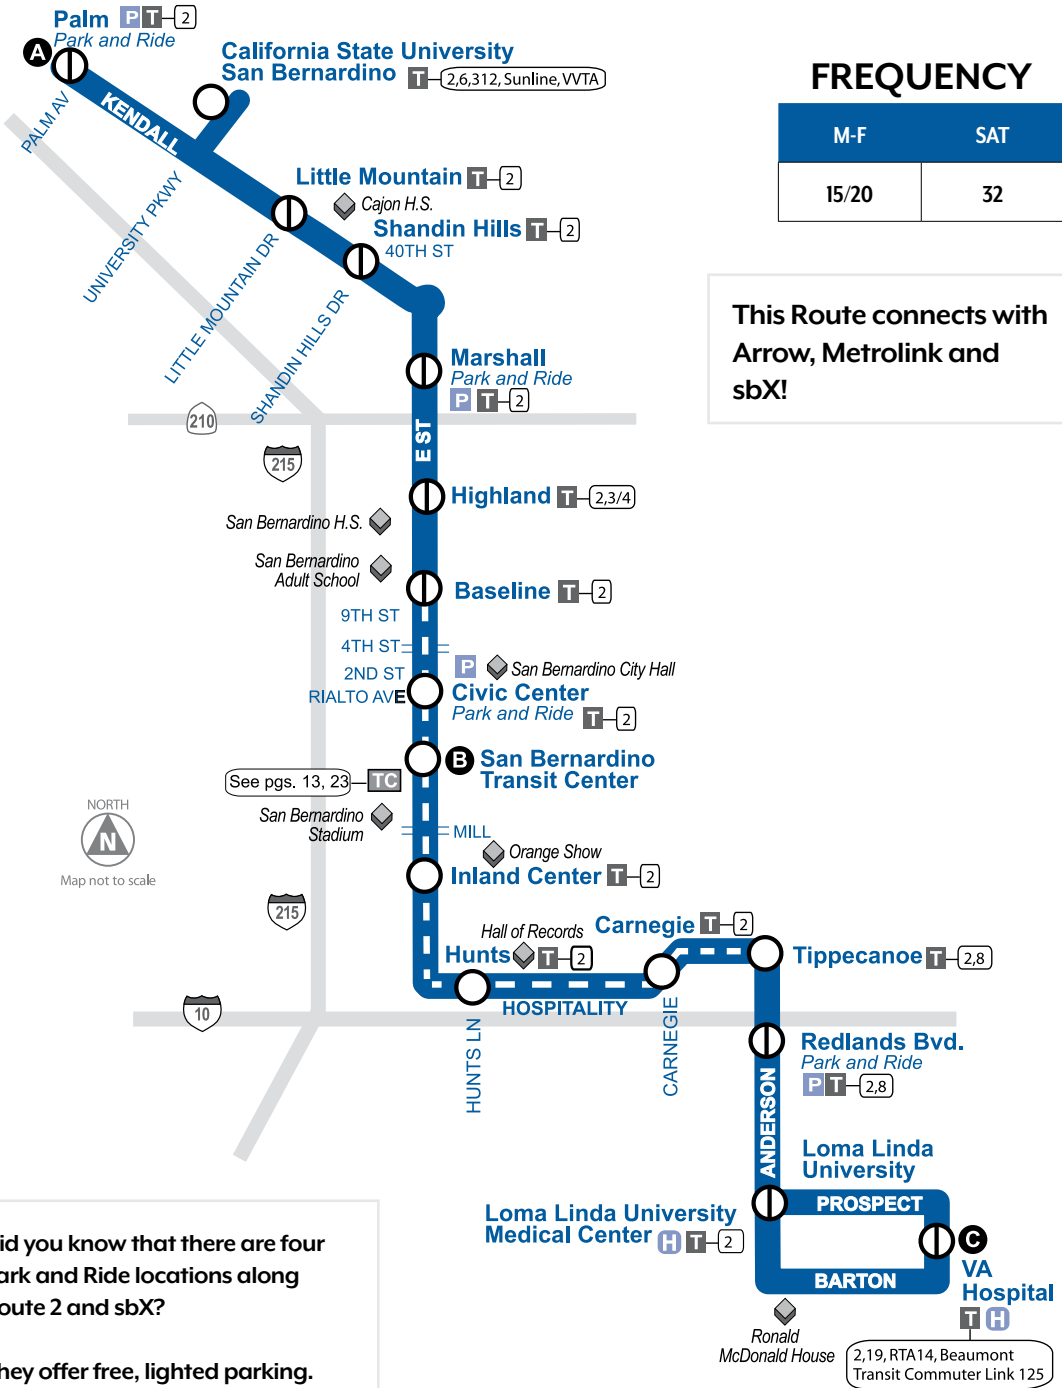 Palm P T 2
Park and Ride
A
California State University
San Bernardino T 2,6,312, Sunline, VVTA
FREQUENCY
M-F SAT
15/20 32
KENDALL
PALM AV
UNIVERSITY PKWY
Little Mountain T 2
Cajon H.S.
Shandin Hills T 2
40TH ST
LITTLE MOUNTAIN DR
SHANDIN HILLS DR
This Route connects with
Arrow, Metrolink and
sbX!
Marshall
Park and Ride
P T 2
210
E ST
215
Highland T 2,3/4
San Bernardino H.S.
San Bernardino
Adult School
Baseline T 2
9TH ST
4TH ST
2ND ST
RIALTO AVE
P San Bernardino City Hall
Civic Center
Park and Ride T 2
B San Bernardino
Transit Center
See pgs. 13, 23 TC
San Bernardino
Stadium
MILL
Orange Show
NORTH
N
Map not to scale
Inland Center T 2
215
Hall of Records
Hunts T 2
Carnegie T 2
Tippecanoe T 2,8
HOSPITALITY
10
HUNTS LN
CARNEGIE
Redlands Bvd.
Park and Ride
P T 2,8
ANDERSON
Loma Linda
University
PROSPECT
Loma Linda University
Medical Center H T 2
C
VA
Hospital
T H
BARTON
Ronald
McDonald House
2,19, RTA14, Beaumont
Transit Commuter Link 125
id you know that there are four
ark and Ride locations along
oute 2 and sbX?
hey offer free, lighted parking.